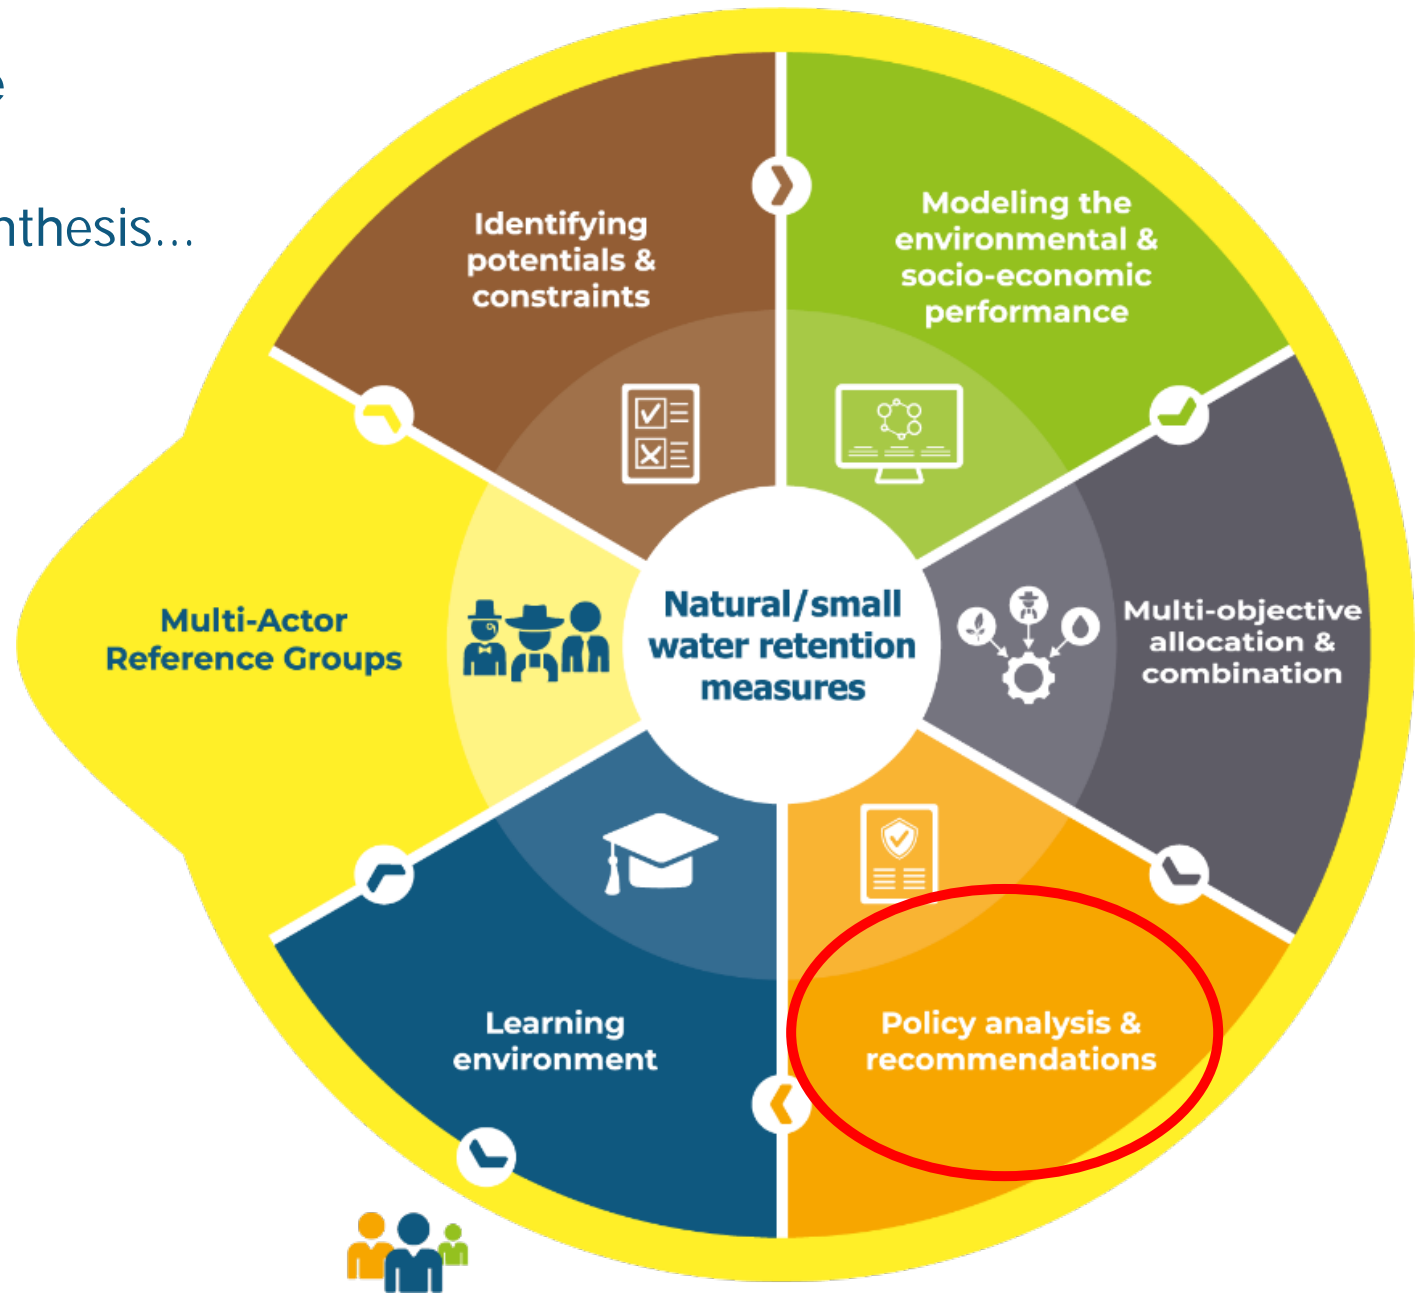 e
nthesis...
Identifying
potentials &
constraints
Modeling the
environmental &
socio-economic
performance
Multi-Actor
Reference Groups
Natural/small
water retention
measures
Multi-objective
allocation &
combination
Learning
environment
Policy analysis &
recommendations